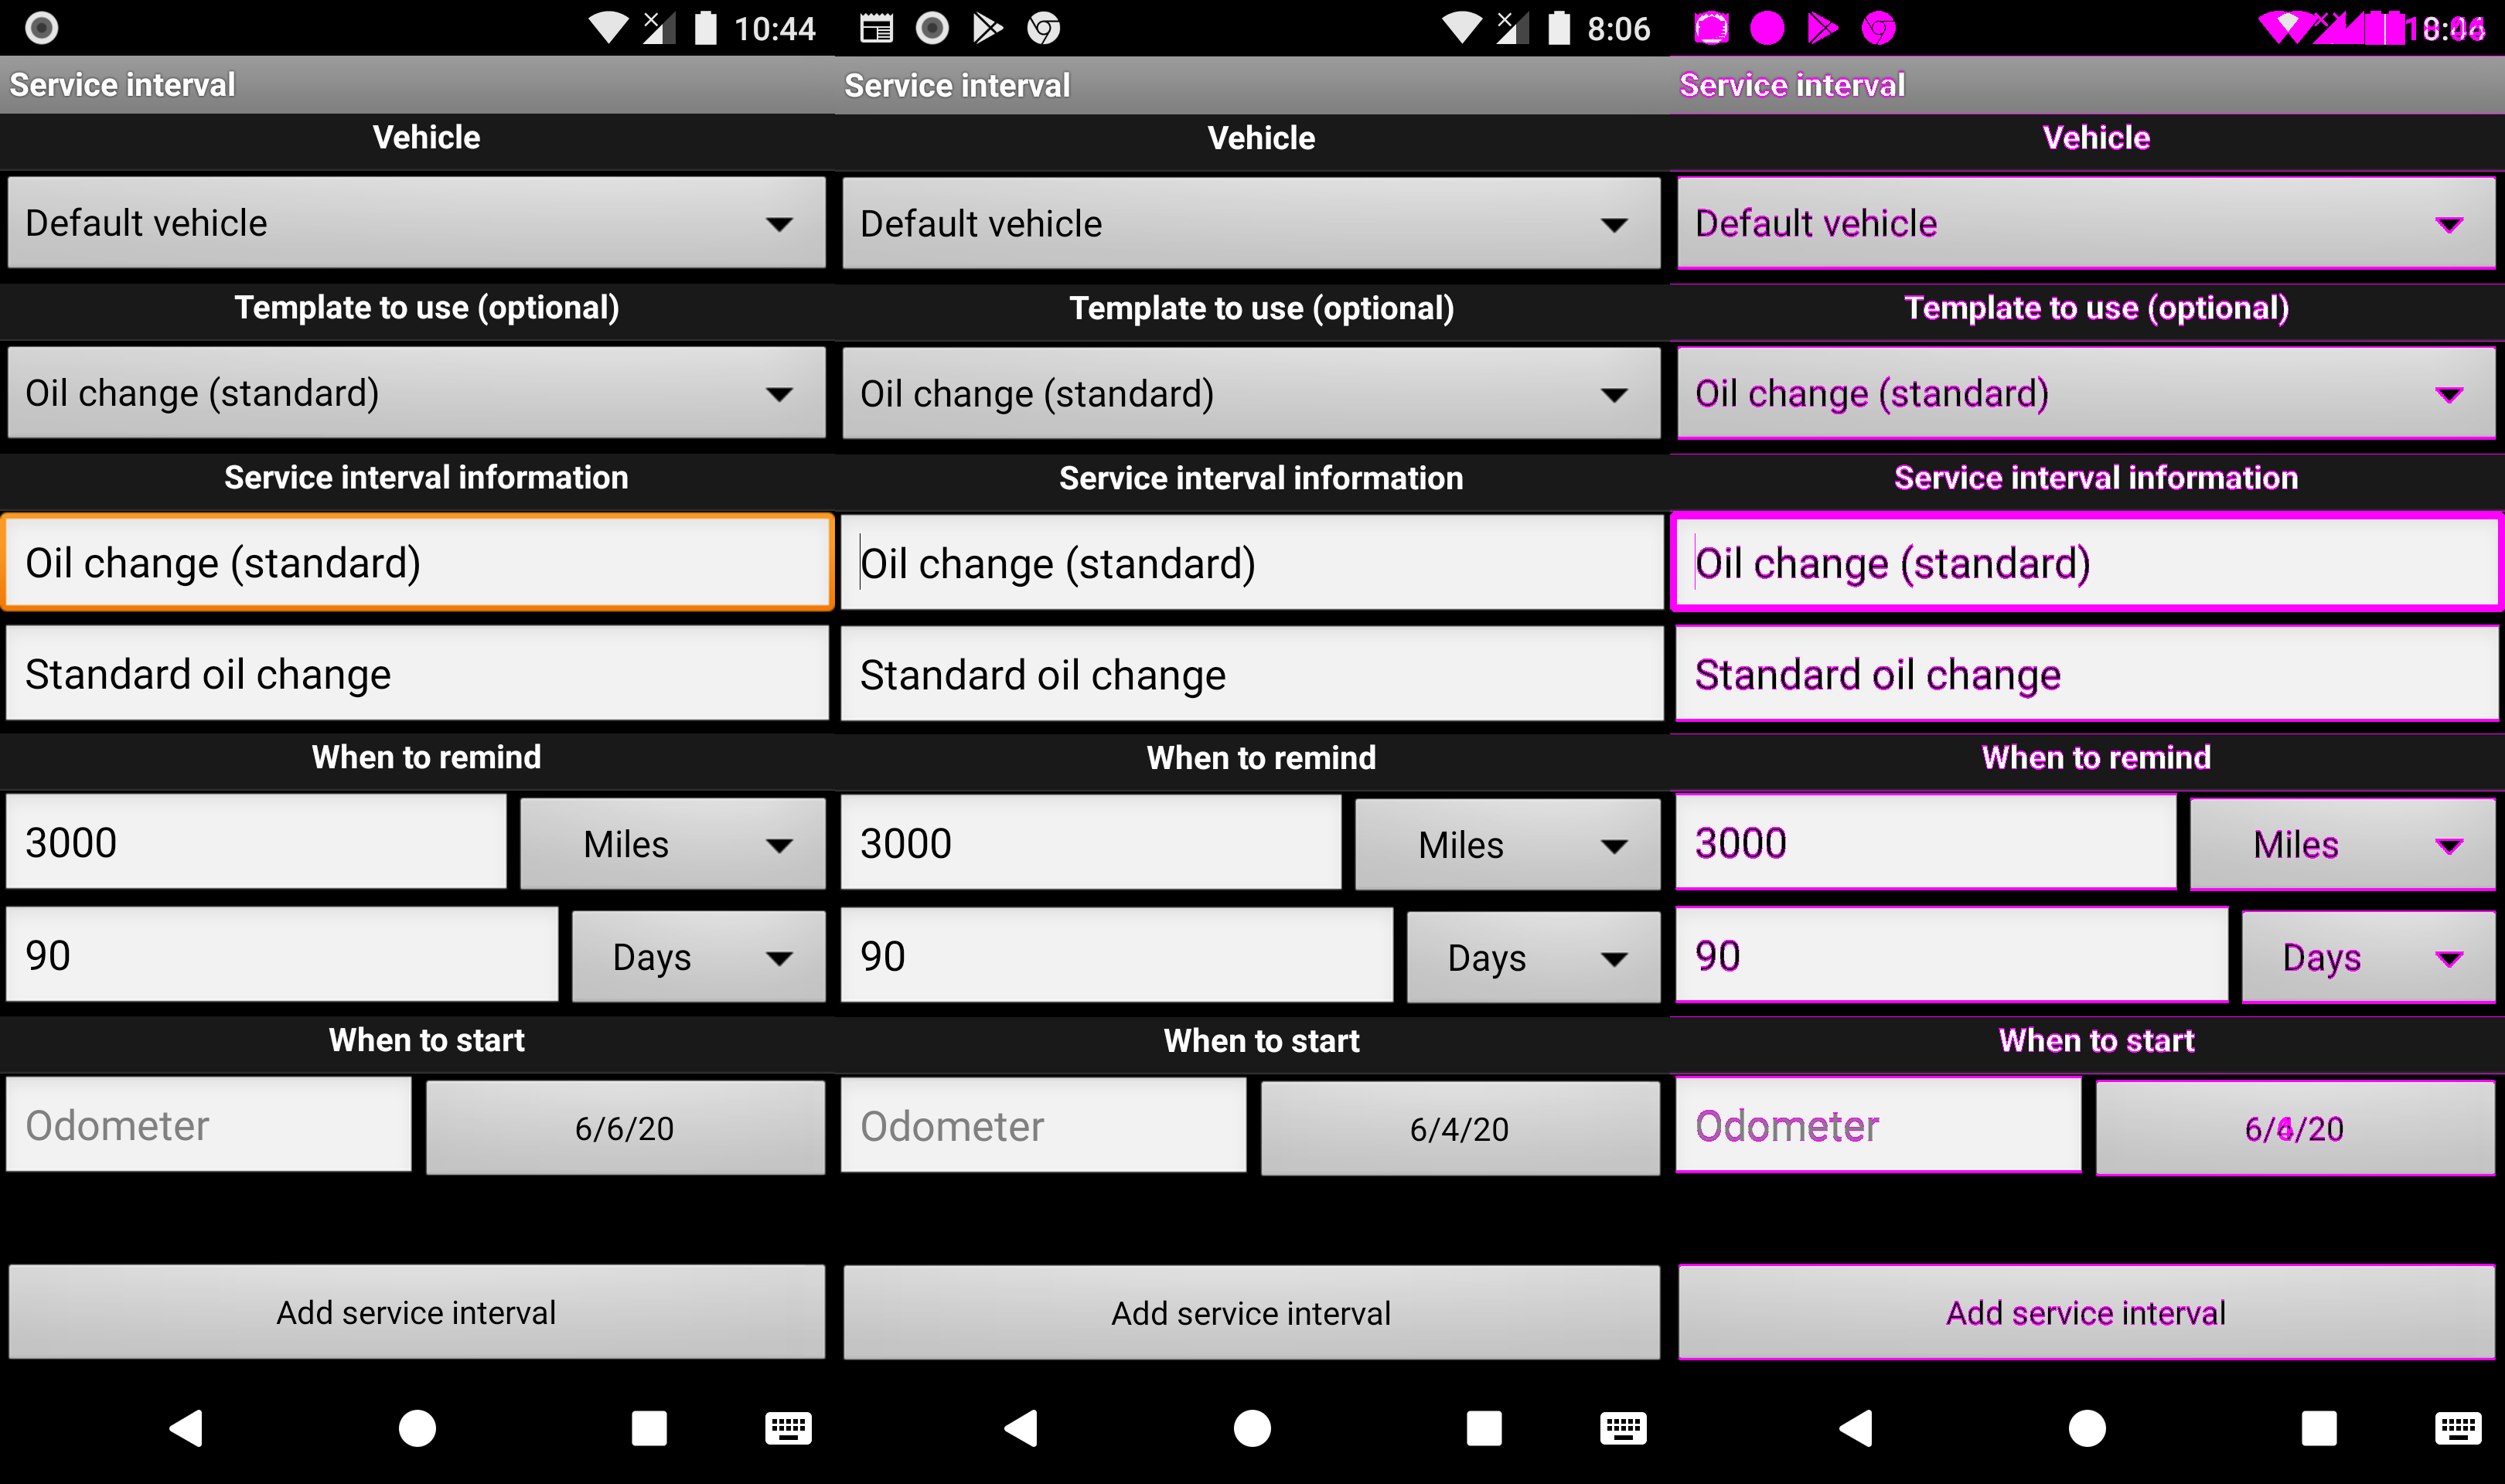 10:44
Service interval
Vehicle
Default vehicle
Template to use (optional)
Oil change (standard)
Service interval information
Oil change (standard)
Standard oil change
When to remind
3000 Miles
90 Days
When to start
Odometer 6/6/20
Add service interval
8:06
Service interval
Vehicle
Default vehicle
Template to use (optional)
Oil change (standard)
Service interval information
Oil change (standard)
Standard oil change
When to remind
3000 Miles
90 Days
When to start
Odometer 6/4/20
Add service interval
Service interval
Vehicle
Default vehicle
Template to use (optional)
Oil change (standard)
Service interval information
Oil change (standard)
Standard oil change
When to remind
3000 Miles
90 Days
When to start
Odometer
Add service interval